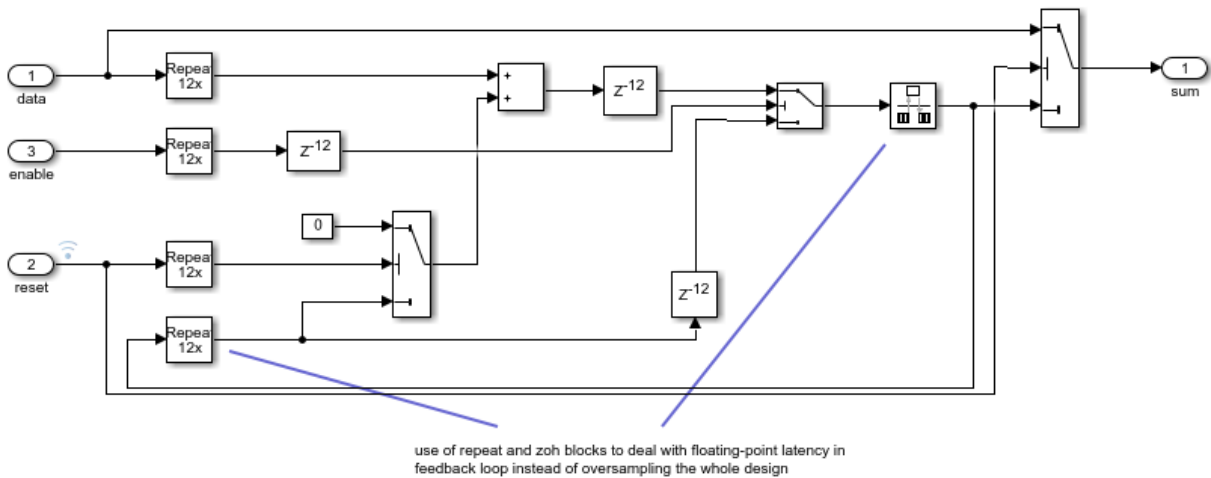 1
data
Repeat
12x
+
+
z-12
1
sum
3
enable
Repeat
12x
z-12
0
2
reset
Repeat
12x
z-12
Repeat
12x
use of repeat and zoh blocks to deal with floating-point latency in
feedback loop instead of oversampling the whole design